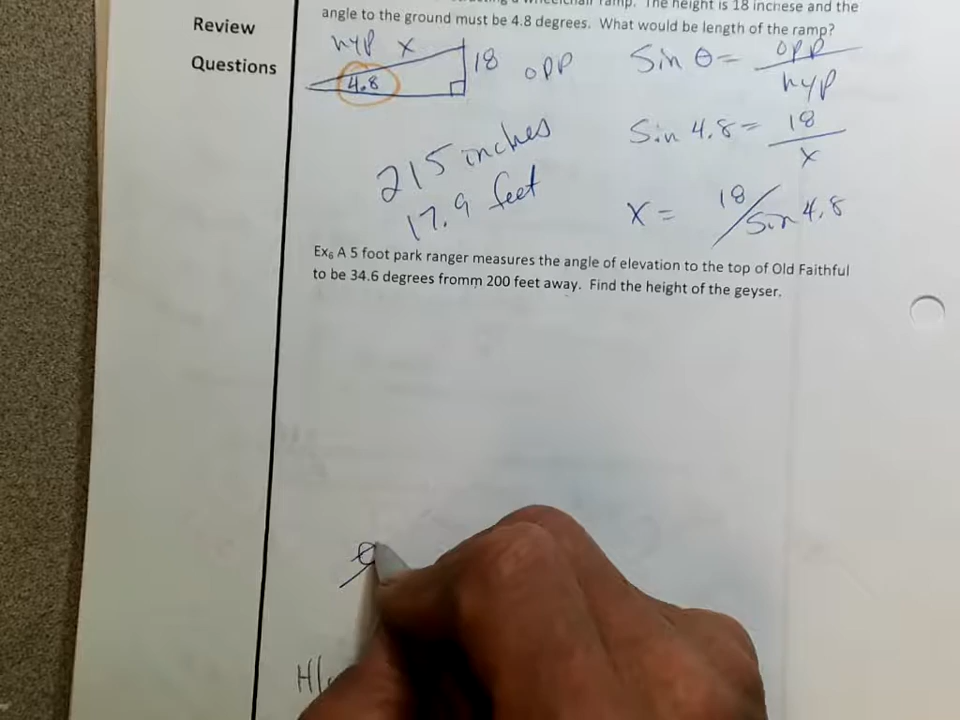 ramp. The height is 18 inchese and the
Review
angle to the ground must be 4.8 degrees. What would be length of the ramp?
Questions
hyp x
4.8
18 opp
Sin θ = opp / hyp
Sin 4.8 = 18 / x
215 inches
17.9 feet
x = 18 / Sin 4.8
Ex6 A 5 foot park ranger measures the angle of elevation to the top of Old Faithful
to be 34.6 degrees fromm 200 feet away. Find the height of the geyser.